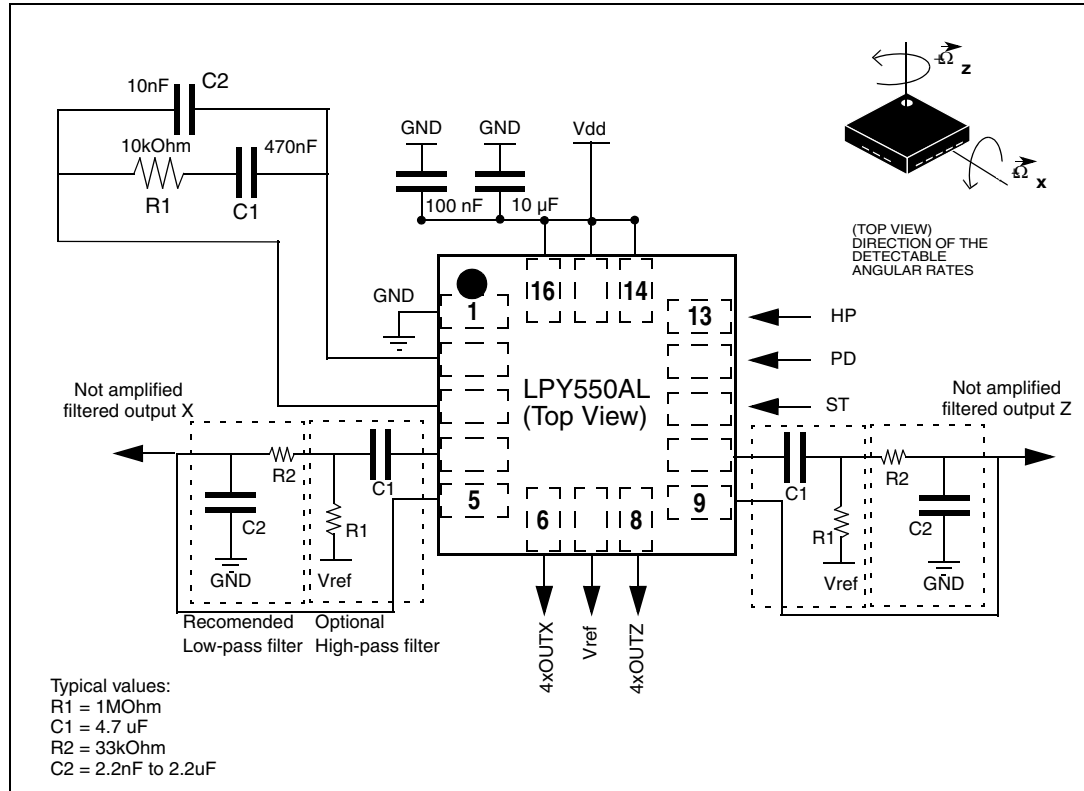 10nF
C2
10kOhm
470nF
R1
C1
GND
GND
Vdd
100 nF
10 µF
Ω z
Ω x
(TOP VIEW)
DIRECTION OF THE
DETECTABLE
ANGULAR RATES
GND
1
16
14
13
HP
PD
ST
LPY550AL
(Top View)
Not amplified
filtered output X
Not amplified
filtered output Z
R2
C1
C2
R1
GND
Vref
5
6
8
9
C1
R2
R1
C2
Vref
GND
Recomended
Low-pass filter
Optional
High-pass filter
4xOUTX
Vref
4xOUTZ
Typical values:
R1 = 1MOhm
C1 = 4.7 uF
R2 = 33kOhm
C2 = 2.2nF to 2.2uF